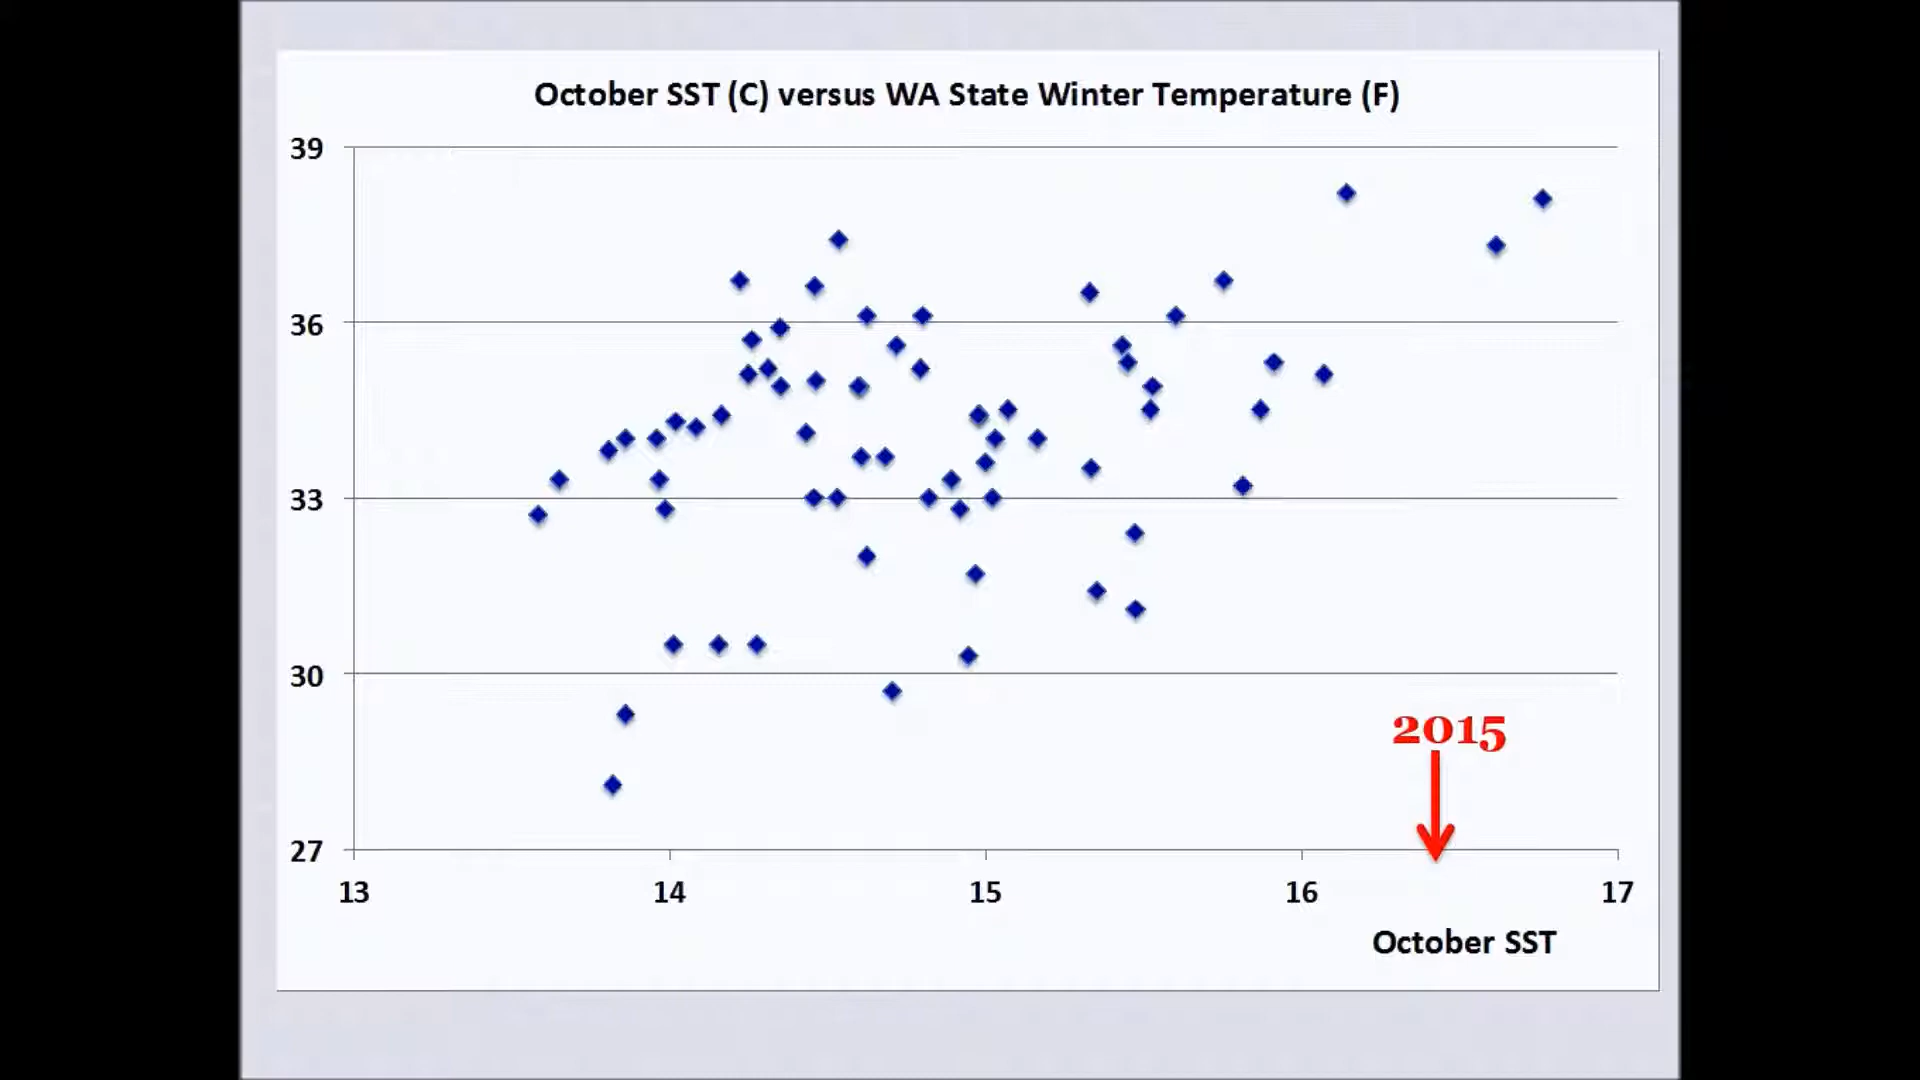 October SST (C) versus WA State Winter Temperature (F)
39
36
33
30
2015
27
13 14 15 16 17
October SST